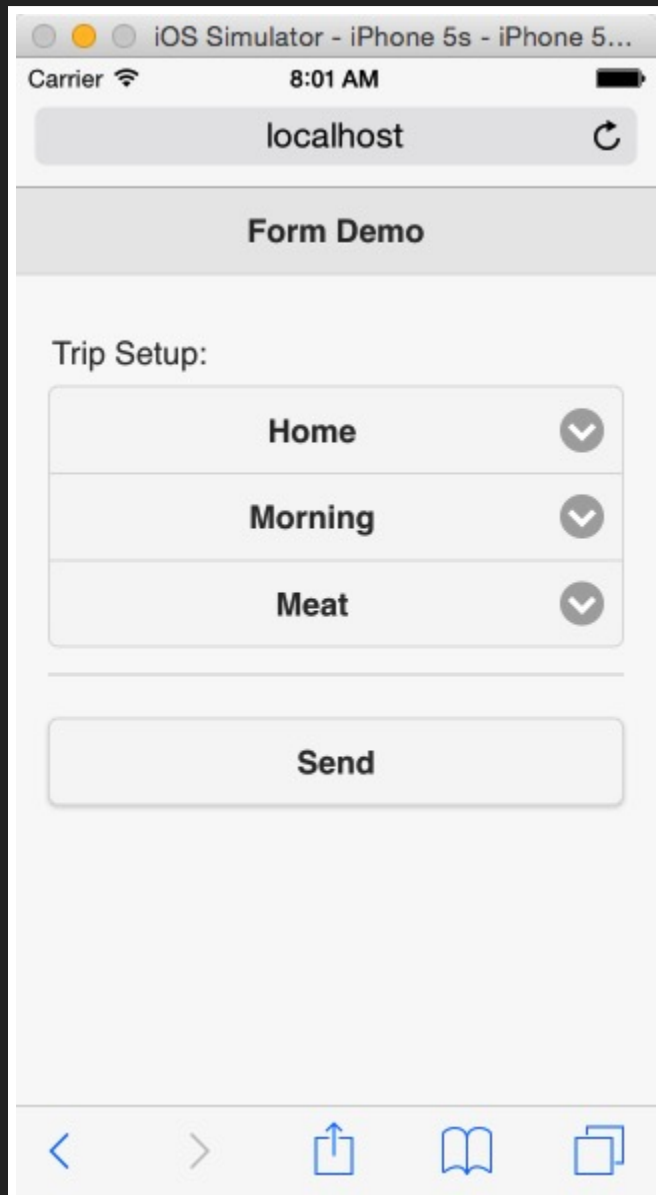 iOS Simulator - iPhone 5s - iPhone 5...
Carrier 8:01 AM
localhost
Form Demo
Trip Setup:
Home
Morning
Meat
Send